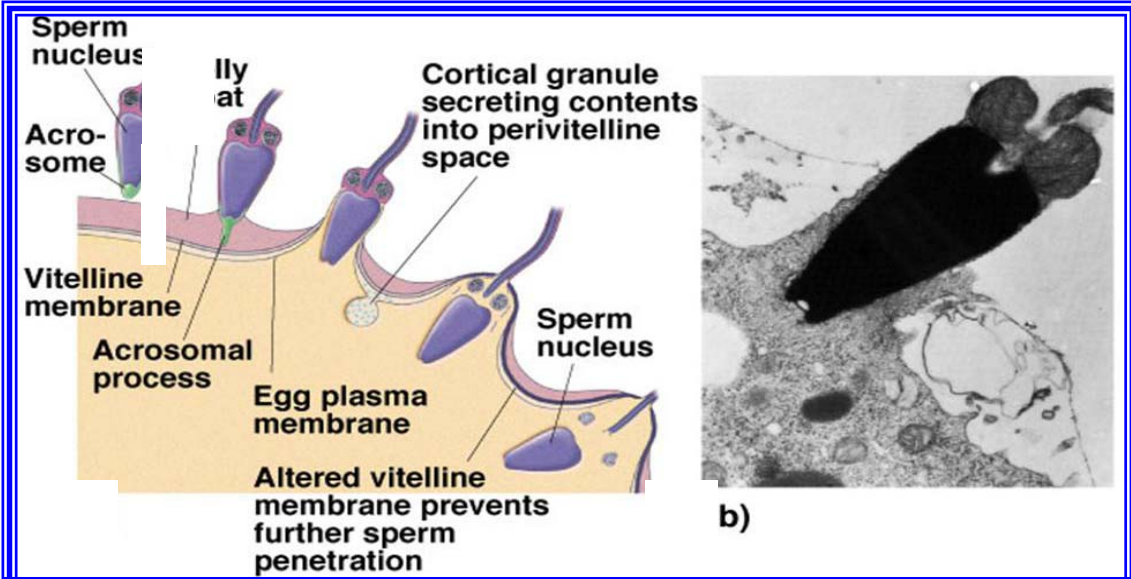 Sperm
nucleus
Acro-
some
Cortical granule
secreting contents
into perivitelline
space
Vitelline
membrane
Acrosomal
process
Egg plasma
membrane
Sperm
nucleus
Altered vitelline
membrane prevents
further sperm
penetration
b)